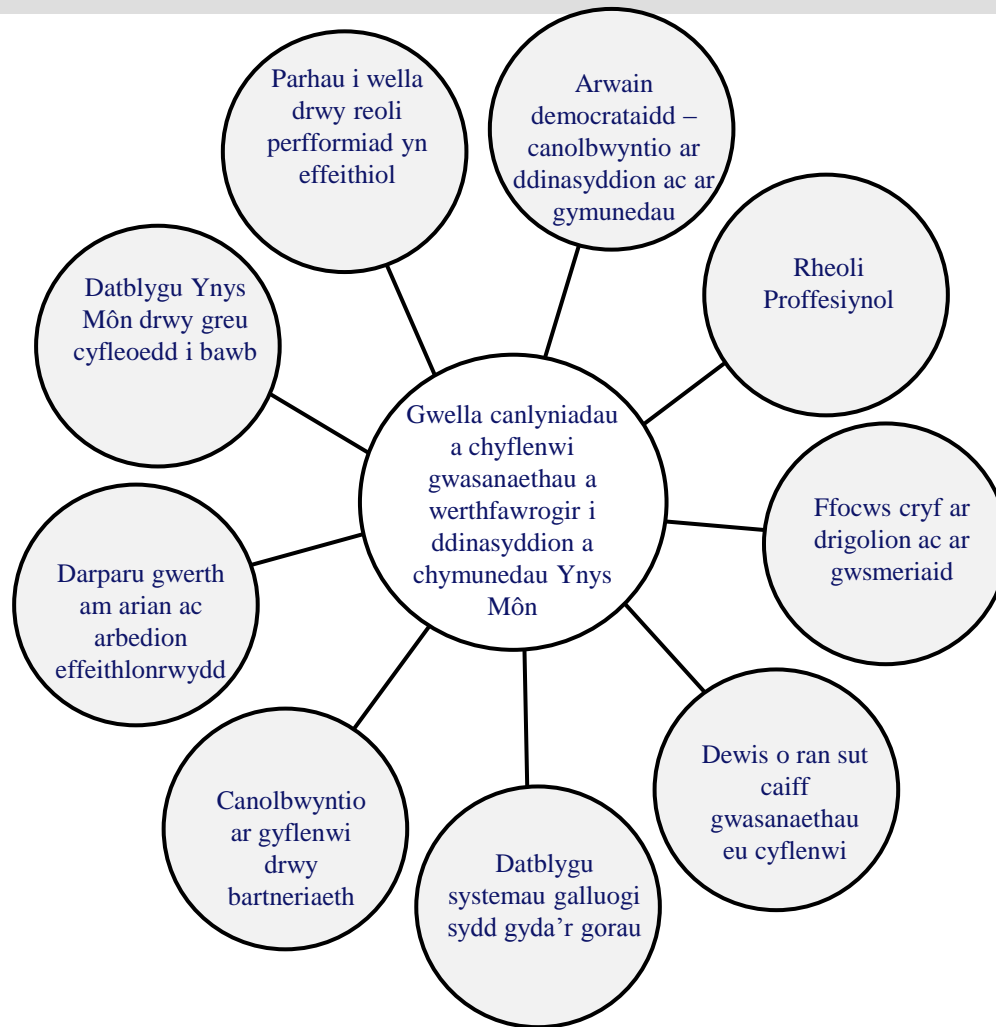 Parhau i wella
drwy reoli
perfformiad yn
effeithiol
Arwain
democrataidd –
canolbwyntio ar
ddinasyddion ac ar
gymunedau
Rheoli
Proffesiynol
Ffocws cryf ar
drigolion ac ar
gwsmeriaid
Dewis o ran sut
caiff
gwasanaethau
eu cyflenwi
Datblygu
systemau galluogi
sydd gyda’r gorau
Canolbwyntio
ar gyflenwi
drwy
bartneriaeth
Darparu gwerth
am arian ac
arbedion
effeithlonrwydd
Datblygu Ynys
Môn drwy greu
cyfleoedd i bawb
Gwella canlyniadau
a chyflenwi
gwasanaethau a
werthfawrogir i
ddinasyddion a
chymunedau Ynys
Môn